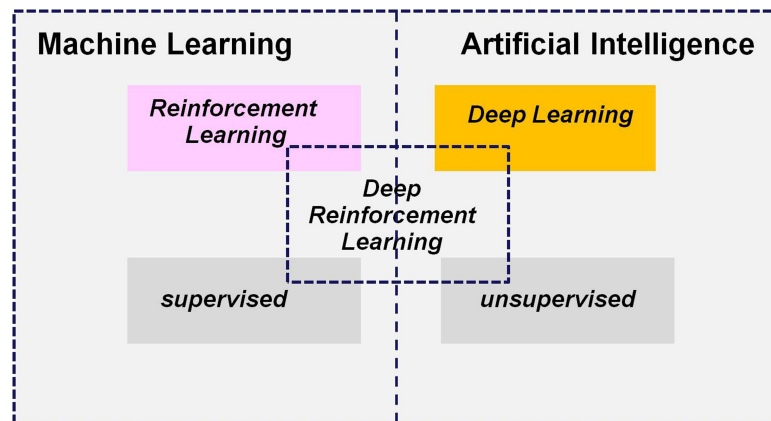 Machine Learning
Artificial Intelligence
Reinforcement
Learning
Deep Learning
Deep
Reinforcement
Learning
supervised
unsupervised